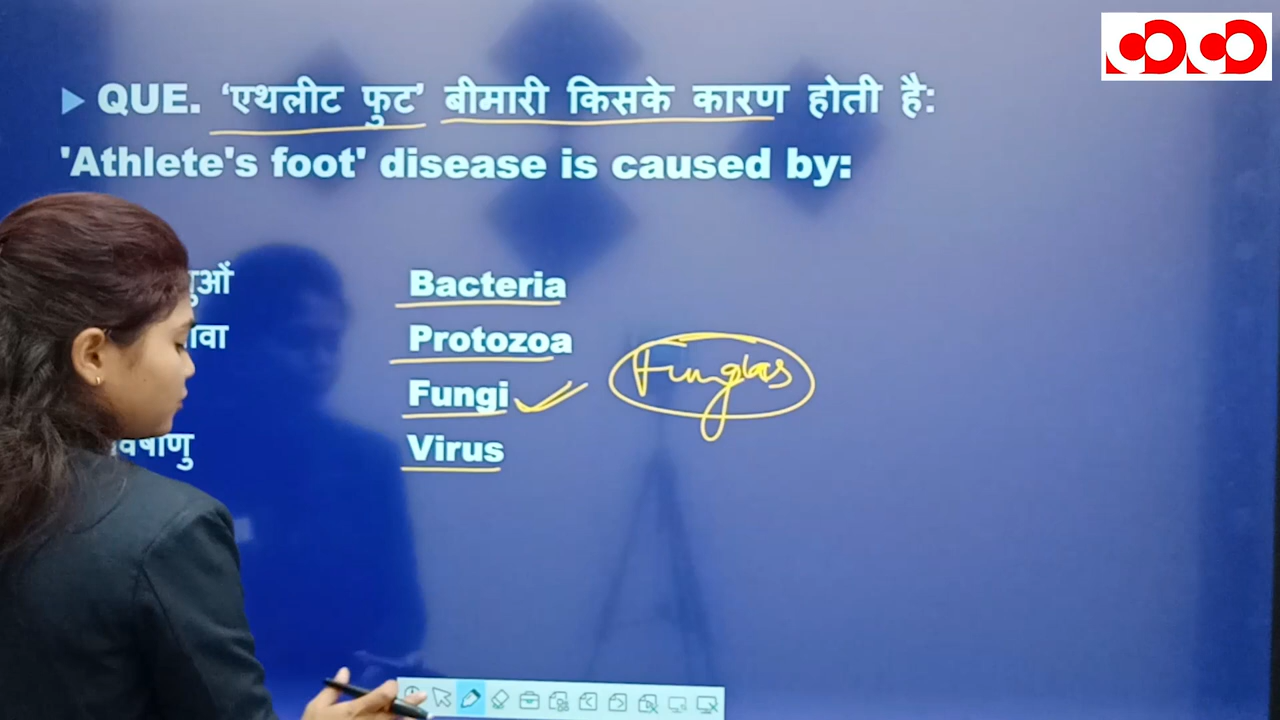 QUE. 'एथलीट फुट' बीमारी किसके कारण होती है:
'Athlete's foot' disease is caused by:
Bacteria
Protozoa
Fungi
विषाणु Virus